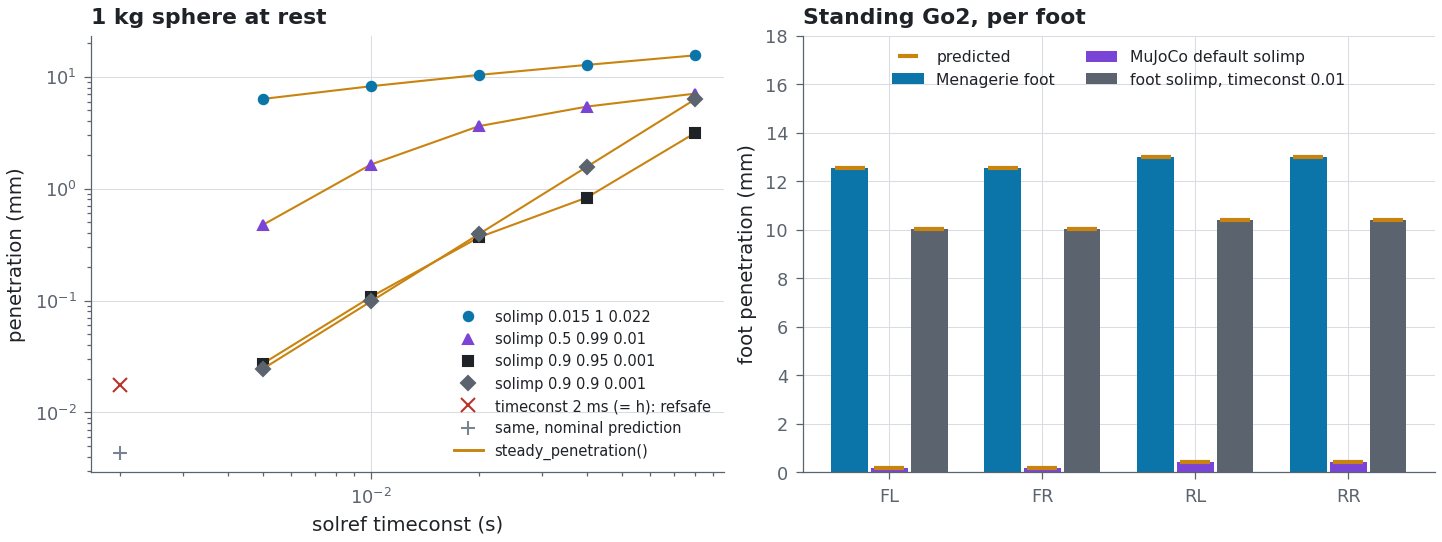 1 kg sphere at rest
penetration (mm)
10¹
10⁰
10⁻¹
10⁻²
10⁻²
solref timeconst (s)
solimp 0.015 1 0.022
solimp 0.5 0.99 0.01
solimp 0.9 0.95 0.001
solimp 0.9 0.9 0.001
timeconst 2 ms (= h): refsafe
same, nominal prediction
steady_penetration()
Standing Go2, per foot
foot penetration (mm)
18
16
14
12
10
8
6
4
2
0
FL
FR
RL
RR
predicted
Menagerie foot
MuJoCo default solimp
foot solimp, timeconst 0.01